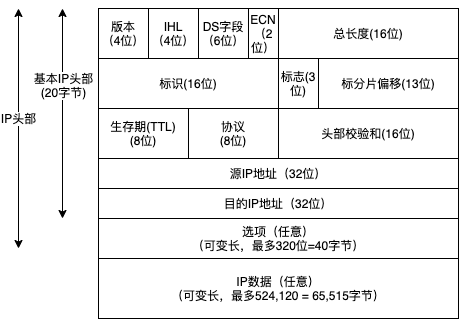 版本
(4位)
IHL
(4位)
DS字段
(6位)
ECN
(2
位)
总长度(16位)
基本IP头部
(20字节)
IP头部
标识(16位)
标志(3
位)
标分片偏移(13位)
生存期(TTL)
(8位)
协议
(8位)
头部校验和(16位)
源IP地址（32位）
目的IP地址（32位）
选项（任意）
(可变长，最多320位=40字节)
IP数据（任意）
(可变长，最多524,120 = 65,515字节)